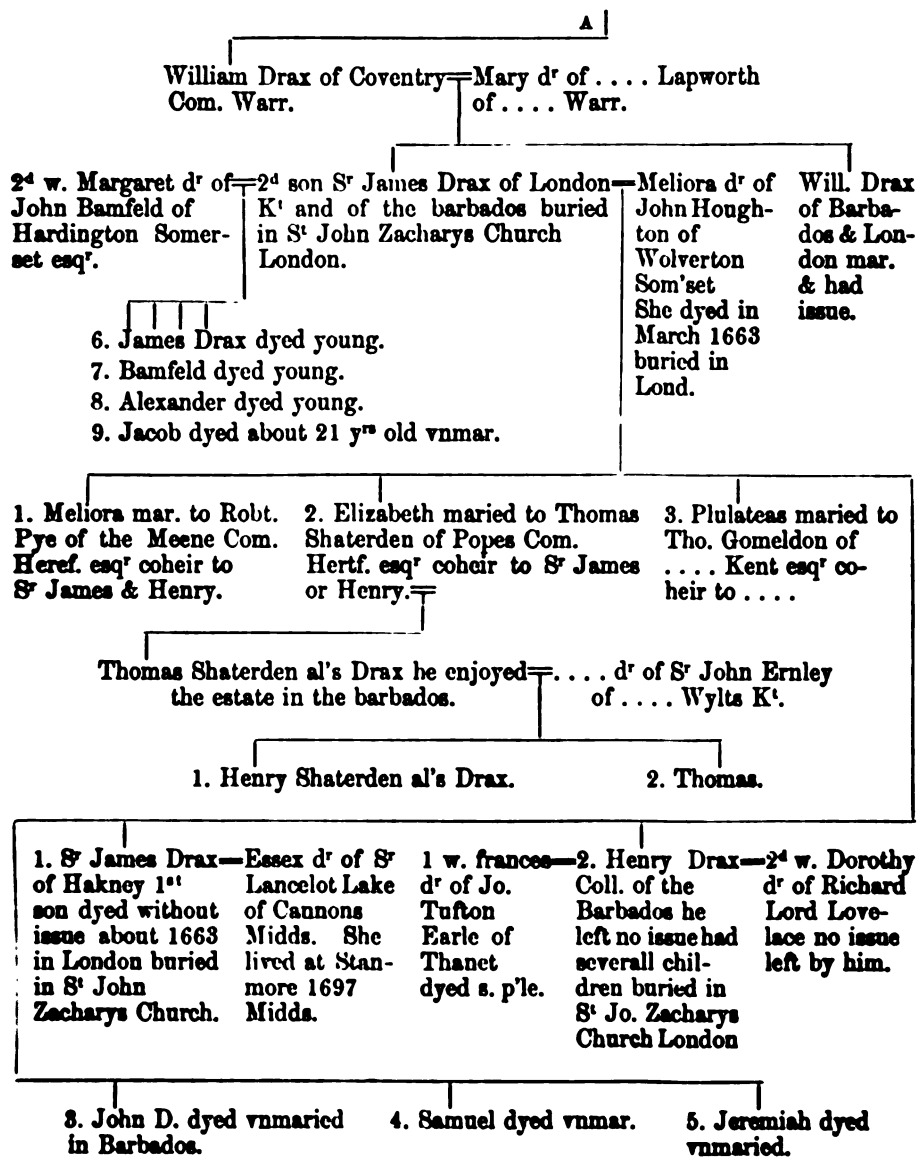 A
William Drax of Coventry=Mary dʳ of . . . . Lapworth
Com. Warr.
of . . . . Warr.
2ᵈ w. Margaret dʳ of
John Bamfeld of
Hardington Somer-
set esqʳ.
2ᵈ son Sʳ James Drax of London
Kᵗ and of the barbados buried
in Sᵗ John Zacharys Church
London.
Meliora dʳ of
John Hough-
ton of
Wolverton
Som'set
She dyed in
March 1663
buried in
Lond.
Will. Drax
of Barba-
dos & Lon-
don mar.
& had
issue.
6. James Drax dyed young.
7. Bamfeld dyed young.
8. Alexander dyed young.
9. Jacob dyed about 21 yʳˢ old vnmar.
1. Meliora mar. to Robt.
Pye of the Meene Com.
Heref. esqʳ coheir to
Sʳ James & Henry.
2. Elizabeth maried to Thomas
Shaterden of Popes Com.
Hertf. esqʳ coheir to Sʳ James
or Henry.=
3. Plulateas maried to
Tho. Gomeldon of
. . . . Kent esqʳ co-
heir to . . . .
Thomas Shaterden al's Drax he enjoyed=. . . . dʳ of Sʳ John Ernley
the estate in the barbados.
of . . . . Wylts Kᵗ.
1. Henry Shaterden al's Drax.
2. Thomas.
1. Sʳ James Drax
of Hakney 1ˢᵗ
son dyed without
issue about 1663
in London buried
in Sᵗ John
Zacharys Church.
Essex dʳ of Sʳ
Lancelot Lake
of Cannons
Midds. She
lived at Stan-
more 1697
Midds.
1 w. frances
dʳ of Jo.
Tufton
Earle of
Thanet
dyed s. p'le.
2. Henry Drax
Coll. of the
Barbados he
left no issue had
severall chil-
dren buried in
Sᵗ Jo. Zacharys
Church London
2ᵈ w. Dorothy
dʳ of Richard
Lord Love-
lace no issue
left by him.
3. John D. dyed vnmaried
in Barbados.
4. Samuel dyed vnmar.
5. Jeremiah dyed
vnmaried.